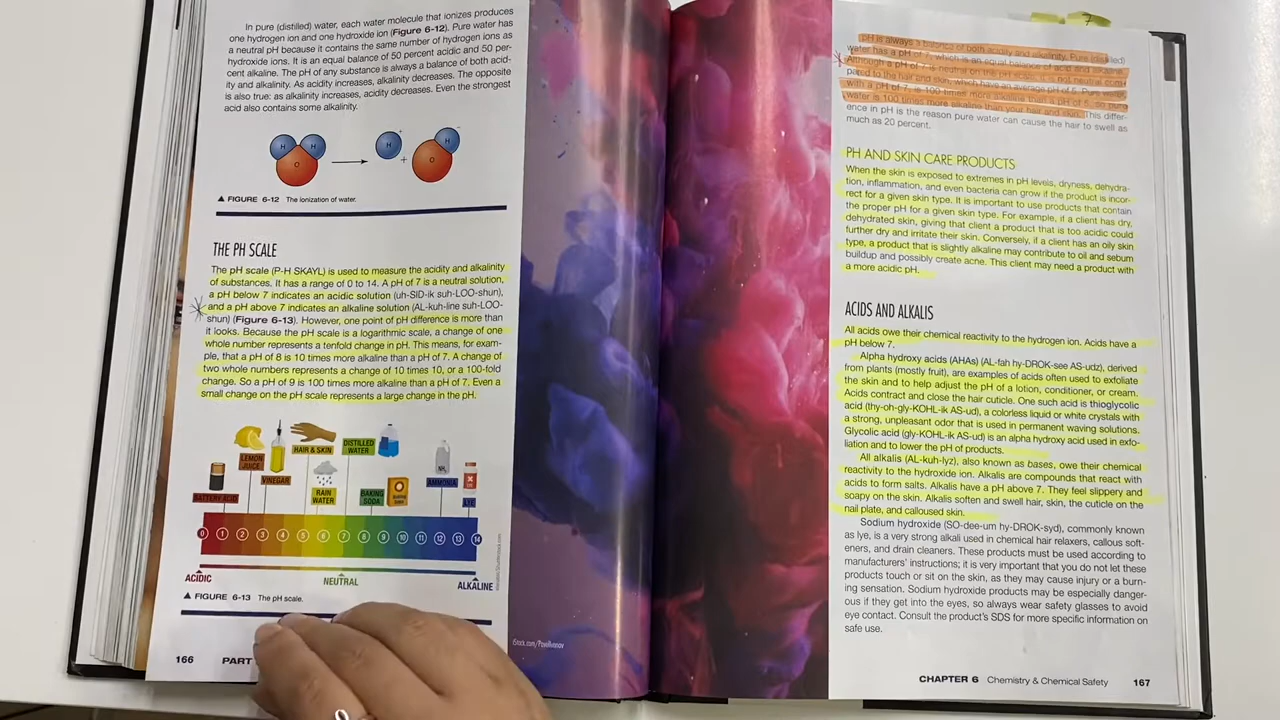 In pure (distilled) water, each water molecule that ionizes produces
one hydrogen ion and one hydroxide ion (Figure 6-12). Pure water has
a neutral pH because it contains the same number of hydrogen ions as
hydroxide ions. It is an equal balance of 50 percent acidic and 50 per-
cent alkaline. The pH of any substance is always a balance of both acid-
ity and alkalinity. As acidity increases, alkalinity decreases. The opposite
is also true: as alkalinity increases, acidity decreases. Even the strongest
acid also contains some alkalinity.
H H O
H + O H
▲ FIGURE 6-12 The ionization of water.
THE PH SCALE
The pH scale (P-H SKAYL) is used to measure the acidity and alkalinity
of substances. It has a range of 0 to 14. A pH of 7 is a neutral solution,
a pH below 7 indicates an acidic solution (uh-SID-ik suh-LOO-shun),
and a pH above 7 indicates an alkaline solution (AL-kuh-line suh-LOO-
shun) (Figure 6-13). However, one point of pH difference is more than
it looks. Because the pH scale is a logarithmic scale, a change of one
whole number represents a tenfold change in pH. This means, for exam-
ple, that a pH of 8 is 10 times more alkaline than a pH of 7. A change of
two whole numbers represents a change of 10 times 10, or a 100-fold
change. So a pH of 9 is 100 times more alkaline than a pH of 7. Even a
small change on the pH scale represents a large change in the pH.
BATTERY ACID
LEMON
JUICE
VINEGAR
HAIR & SKIN
RAIN
WATER
DISTILLED
WATER
BAKING
SODA
AMMONIA
LYE
0 1 2 3 4 5 6 7 8 9 10 11 12 13 14
ACIDIC NEUTRAL ALKALINE
▲ FIGURE 6-13 The pH scale.
166 PART
iStock.com/Pavellvanov
7
pH is always a balance of both acidity and alkalinity. Pure (distilled)
water has a pH of 7, which is an equal balance of acid and alkaline.
Although a pH of 7 is neutral on the pH scale, it is not neutral com-
pared to the hair and skin, which have an average pH of 5. Pure water,
with a pH of 7, is 100 times more alkaline than a pH of 5, so pure
water is 100 times more alkaline than your hair and skin. This differ-
ence in pH is the reason pure water can cause the hair to swell as
much as 20 percent.
PH AND SKIN CARE PRODUCTS
When the skin is exposed to extremes in pH levels, dryness, dehydra-
tion, inflammation, and even bacteria can grow if the product is incor-
rect for a given skin type. It is important to use products that contain
the proper pH for a given skin type. For example, if a client has dry,
dehydrated skin, giving that client a product that is too acidic could
further dry and irritate their skin. Conversely, if a client has an oily skin
type, a product that is slightly alkaline may contribute to oil and sebum
buildup and possibly create acne. This client may need a product with
a more acidic pH.
ACIDS AND ALKALIS
All acids owe their chemical reactivity to the hydrogen ion. Acids have a
pH below 7.
Alpha hydroxy acids (AHAs) (AL-fah hy-DROK-see AS-udz), derived
from plants (mostly fruit), are examples of acids often used to exfoliate
the skin and to help adjust the pH of a lotion, conditioner, or cream.
Acids contract and close the hair cuticle. One such acid is thioglycolic
acid (thy-oh-gly-KOHL-ik AS-ud), a colorless liquid or white crystals with
a strong, unpleasant odor that is used in permanent waving solutions.
Glycolic acid (gly-KOHL-ik AS-ud) is an alpha hydroxy acid used in exfo-
liation and to lower the pH of products.
All alkalis (AL-kuh-lyz), also known as bases, owe their chemical
reactivity to the hydroxide ion. Alkalis are compounds that react with
acids to form salts. Alkalis have a pH above 7. They feel slippery and
soapy on the skin. Alkalis soften and swell hair, skin, the cuticle on the
nail plate, and calloused skin.
Sodium hydroxide (SO-dee-um hy-DROK-syd), commonly known
as lye, is a very strong alkali used in chemical hair relaxers, callous soft-
eners, and drain cleaners. These products must be used according to
manufacturers' instructions; it is very important that you do not let these
products touch or sit on the skin, as they may cause injury or a burn-
ing sensation. Sodium hydroxide products may be especially danger-
ous if they get into the eyes, so always wear safety glasses to avoid
eye contact. Consult the product's SDS for more specific information on
safe use.
CHAPTER 6 Chemistry & Chemical Safety 167